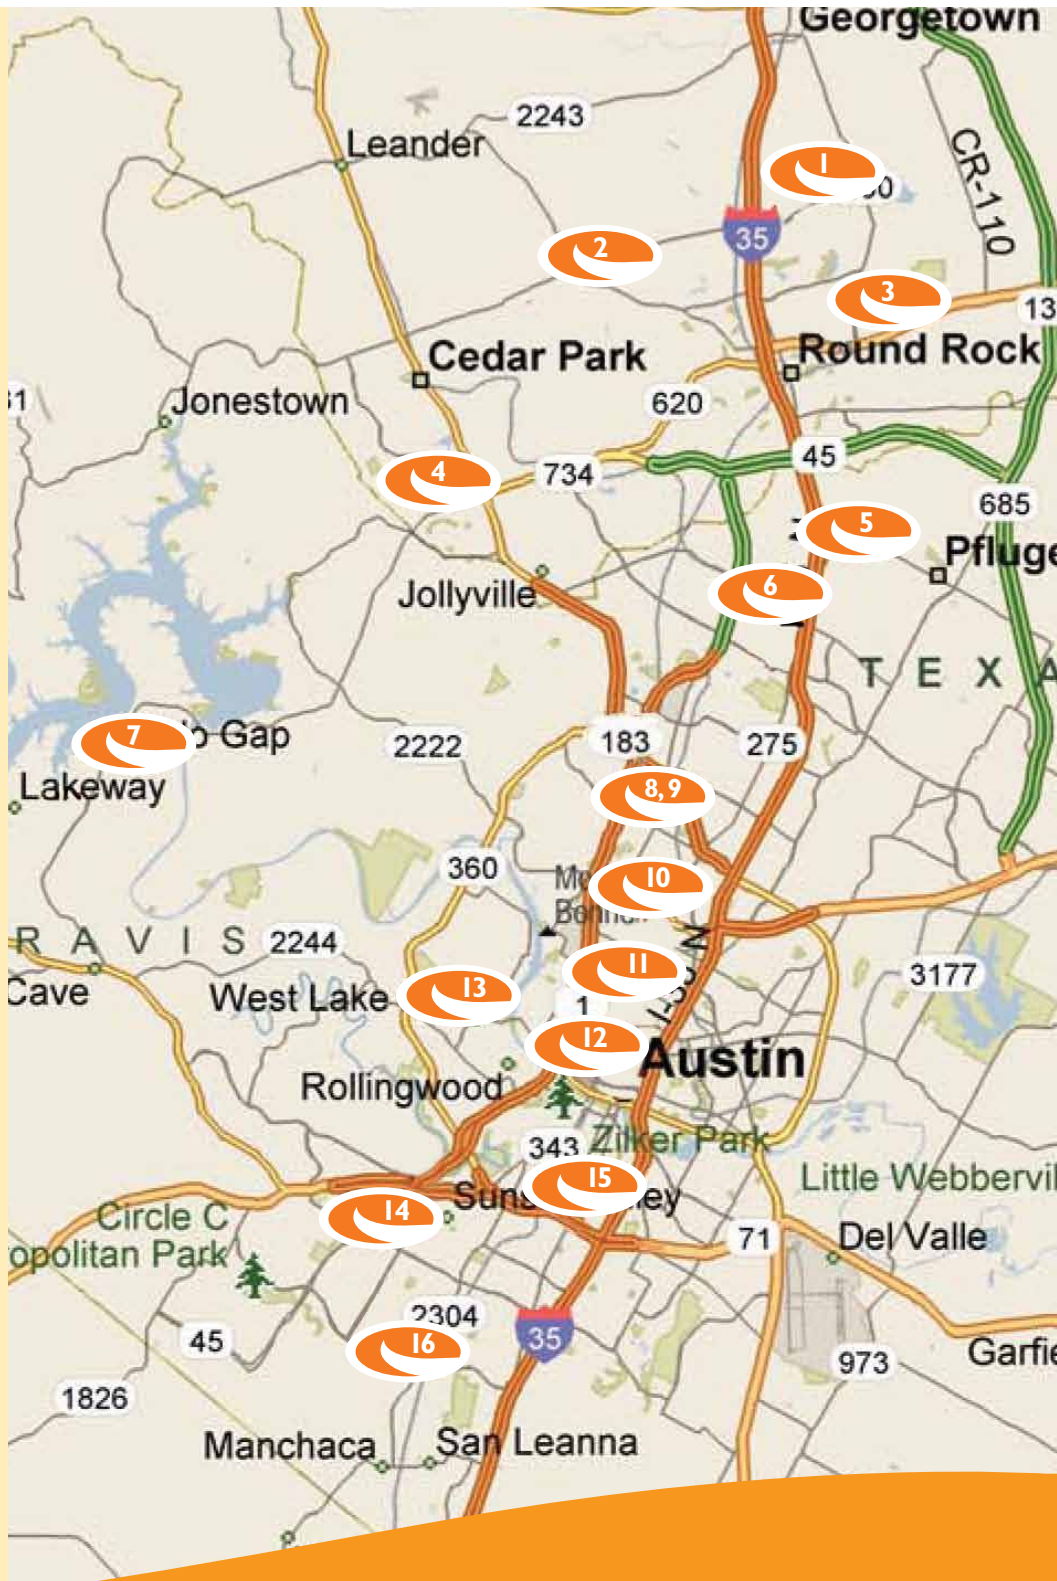 Georgetown
2243
Leander
1
CR-110
35
2
3
13
Cedar Park
Round Rock
620
Jonestown
45
4
734
685
5
Pfluge
6
Jollyville
T E X A
7
Gap
2222
183
275
Lakeway
8, 9
360
10
R A V I S
2244
11
3177
Cave
West Lake
13
1
12
Austin
Rollingwood
343
Zilker Park
Little Webbervil
15
14
Circle C
opolitan Park
71
Del Valle
2304
45
35
16
973
Garfie
1826
Manchaca
San Leanna